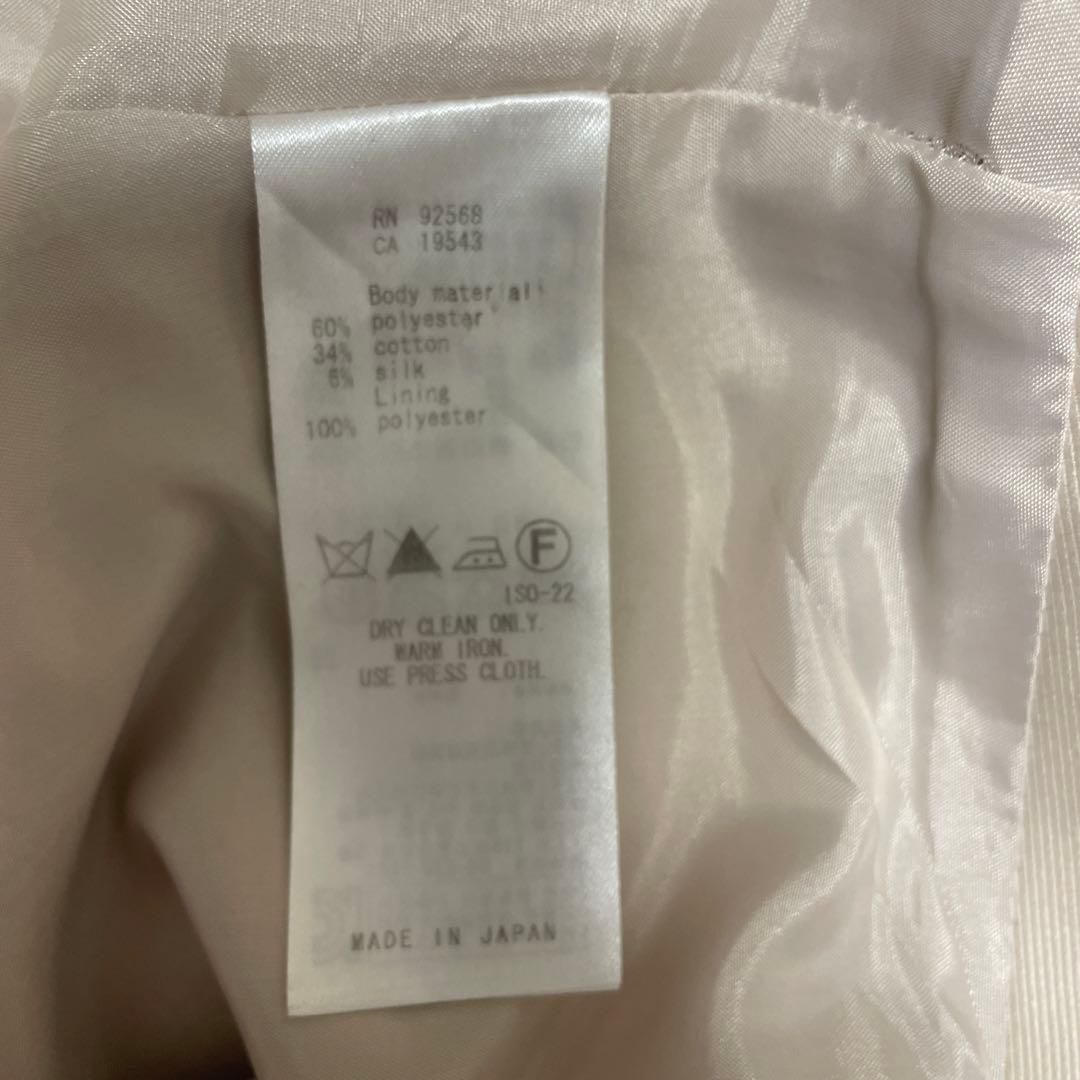 RN 92568
CA 19543
Body material
60% polyester
34% cotton
6% silk
Lining
100% polyester
F
ISO-22
DRY CLEAN ONLY.
WARM IRON.
USE PRESS CLOTH.
MADE IN JAPAN